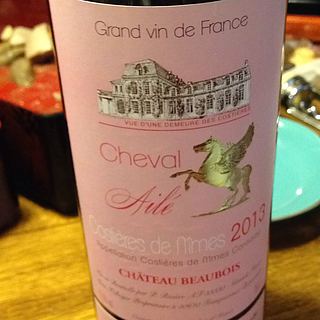 Grand vin de France
VUE D'UNE DEMEURE DES COSTIÈRES
Cheval
Ailé
Costières de Nîmes 2013
Appellation Costières de Nîmes Contrôlée
CHÂTEAU BEAUBOIS